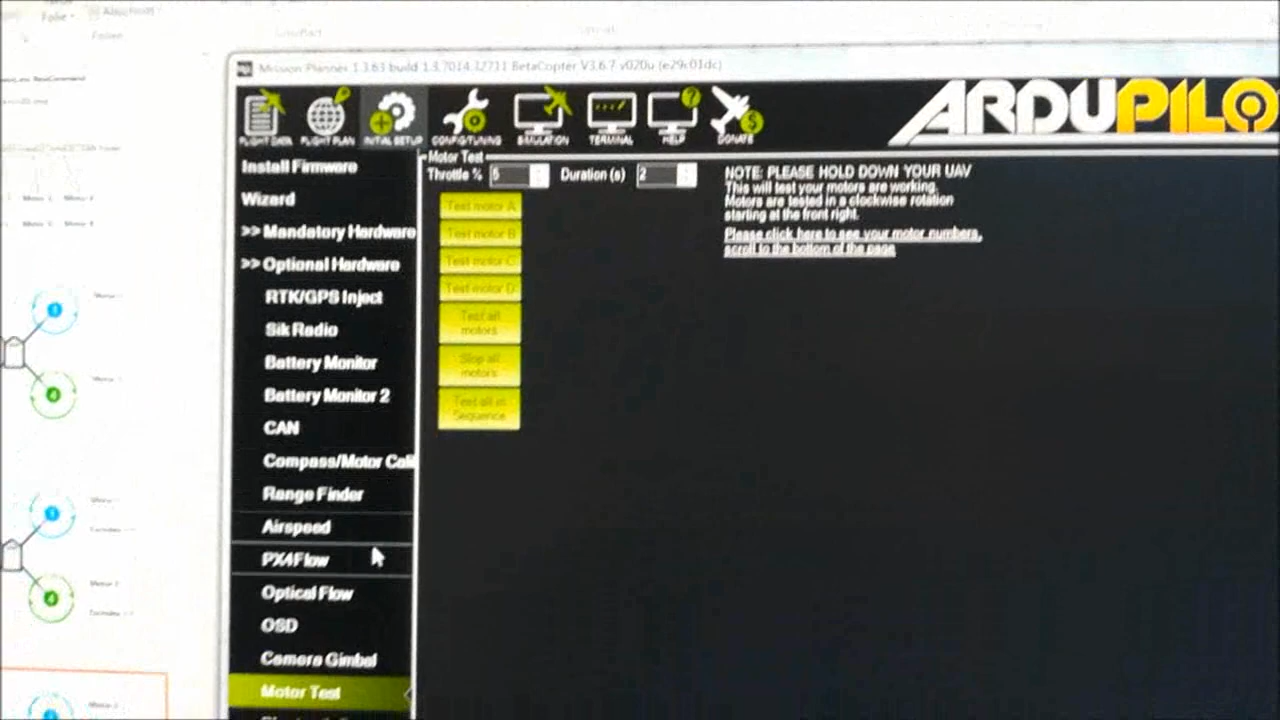 Mission Planner 1.3.63 build 1.3.7014.32711 BetaCopter V3.6.7 v020u (e29c01dc)
FLIGHT DATA
FLIGHT PLAN
INITIAL SETUP
CONFIG/TUNING
SIMULATION
TERMINAL
HELP
DONATE
ARDUPILO
Install Firmware
Wizard
>> Mandatory Hardware
>> Optional Hardware
RTK/GPS Inject
Sik Radio
Battery Monitor
Battery Monitor 2
CAN
Compass/Motor Cali
Range Finder
Airspeed
PX4Flow
Optical Flow
OSD
Camera Gimbal
Motor Test
Motor Test
Throttle % 5 Duration (s) 2
Test motor A
Test motor B
Test motor C
Test motor D
Test all
motors
Stop all
motors
Test all in
Sequence
NOTE: PLEASE HOLD DOWN YOUR UAV
This will test your motors are working.
Motors are tested in a clockwise rotation
starting at the front right.
Please click here to see your motor numbers,
scroll to the bottom of the page